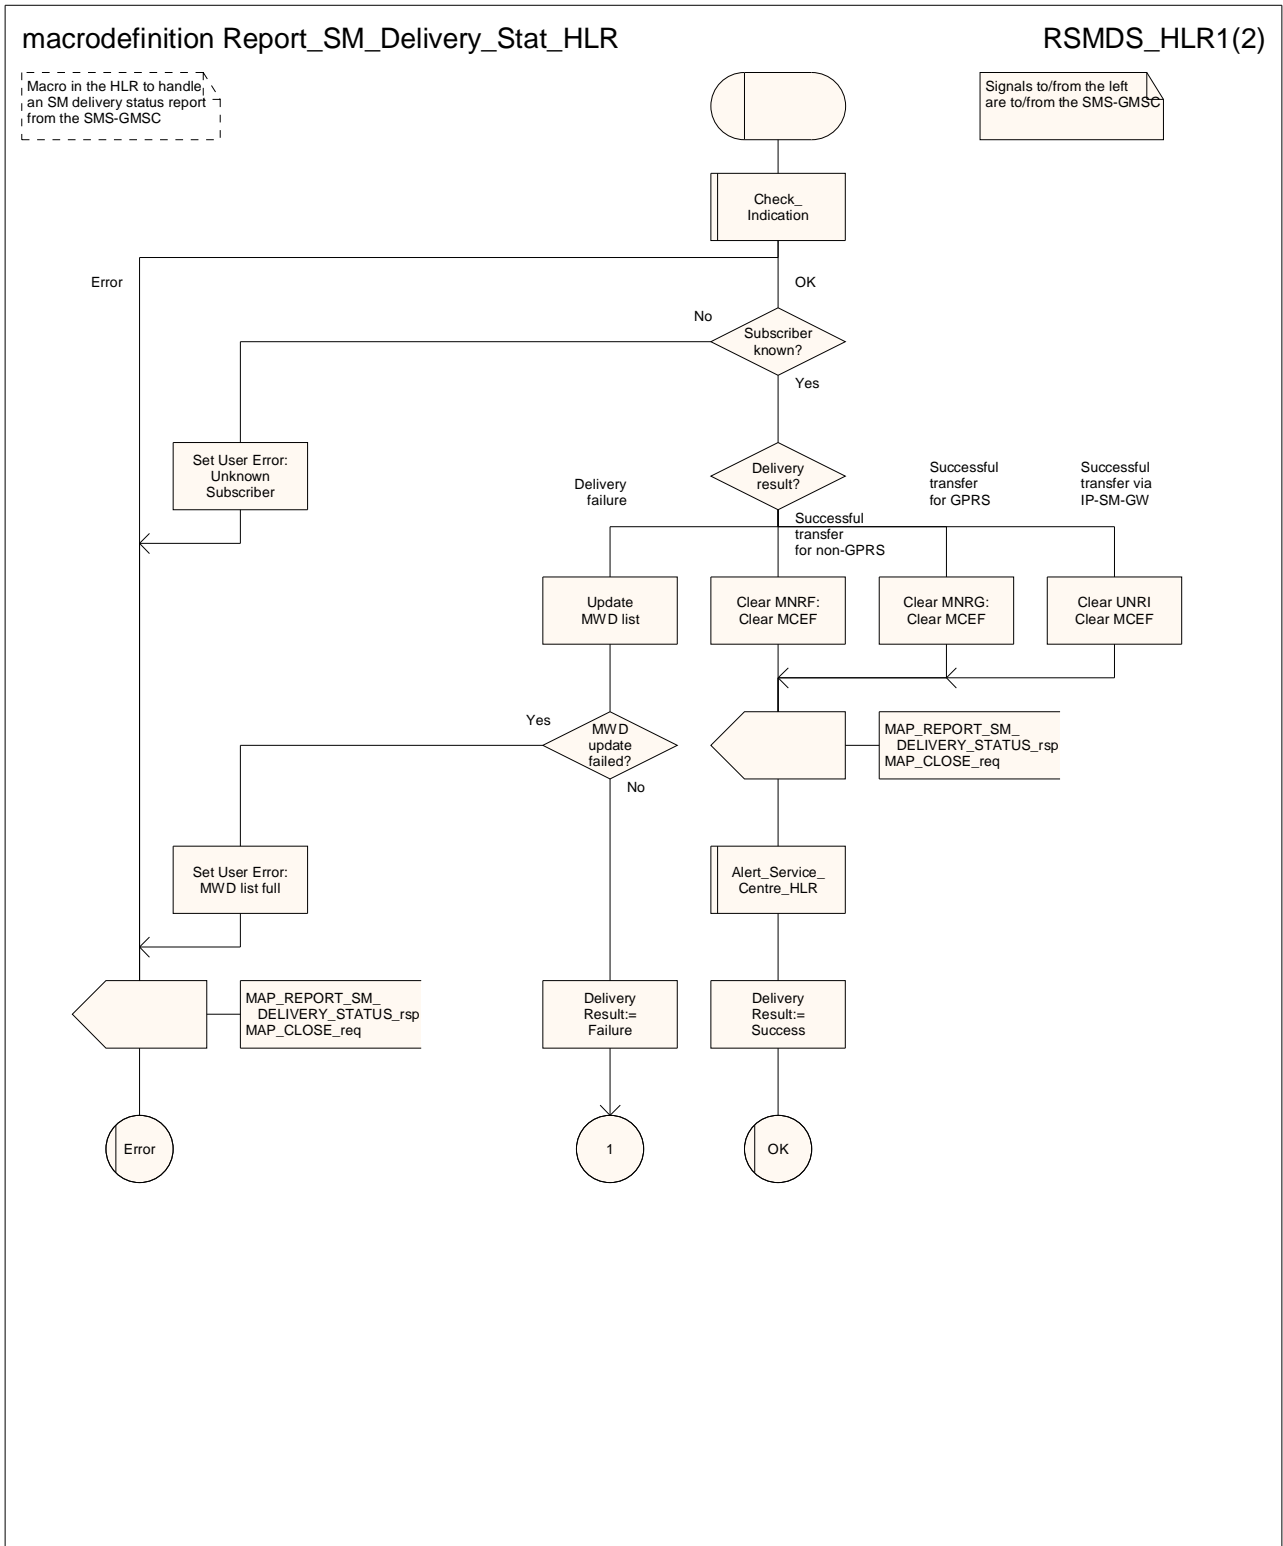 macrodefinition Report_SM_Delivery_Stat_HLR
RSMDS_HLR1(2)
Macro in the HLR to handle
an SM delivery status report
from the SMS-GMSC
Signals to/from the left
are to/from the SMS-GMSC
Check_
Indication
Error
OK
No
Subscriber
known?
Yes
Set User Error:
Unknown
Subscriber
Delivery
result?
Delivery
failure
Successful
transfer
for non-GPRS
Successful
transfer
for GPRS
Successful
transfer via
IP-SM-GW
Update
MWD list
Clear MNRF:
Clear MCEF
Clear MNRG:
Clear MCEF
Clear UNRI
Clear MCEF
Yes
MWD
update
failed?
No
MAP_REPORT_SM_
DELIVERY_STATUS_rsp
MAP_CLOSE_req
Set User Error:
MWD list full
Alert_Service_
Centre_HLR
MAP_REPORT_SM_
DELIVERY_STATUS_rsp
MAP_CLOSE_req
Delivery
Result:=
Failure
Delivery
Result:=
Success
Error
1
OK